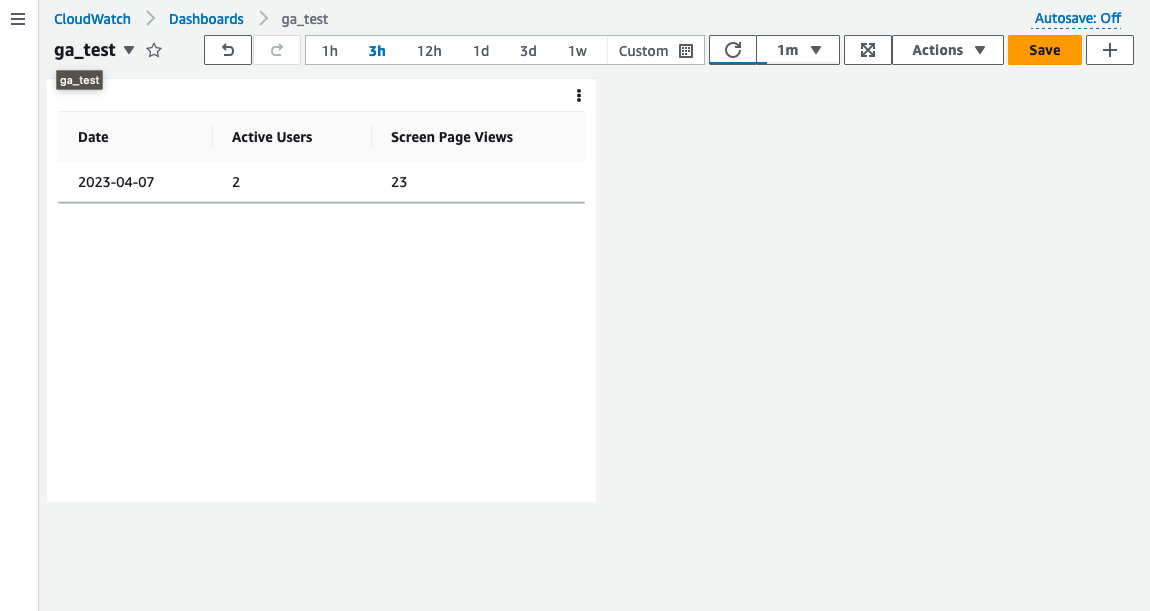 CloudWatch Dashboards ga_test
Autosave: Off
ga_test
1h 3h 12h 1d 3d 1w Custom 1m Actions Save
ga_test
Date Active Users Screen Page Views
2023-04-07 2 23